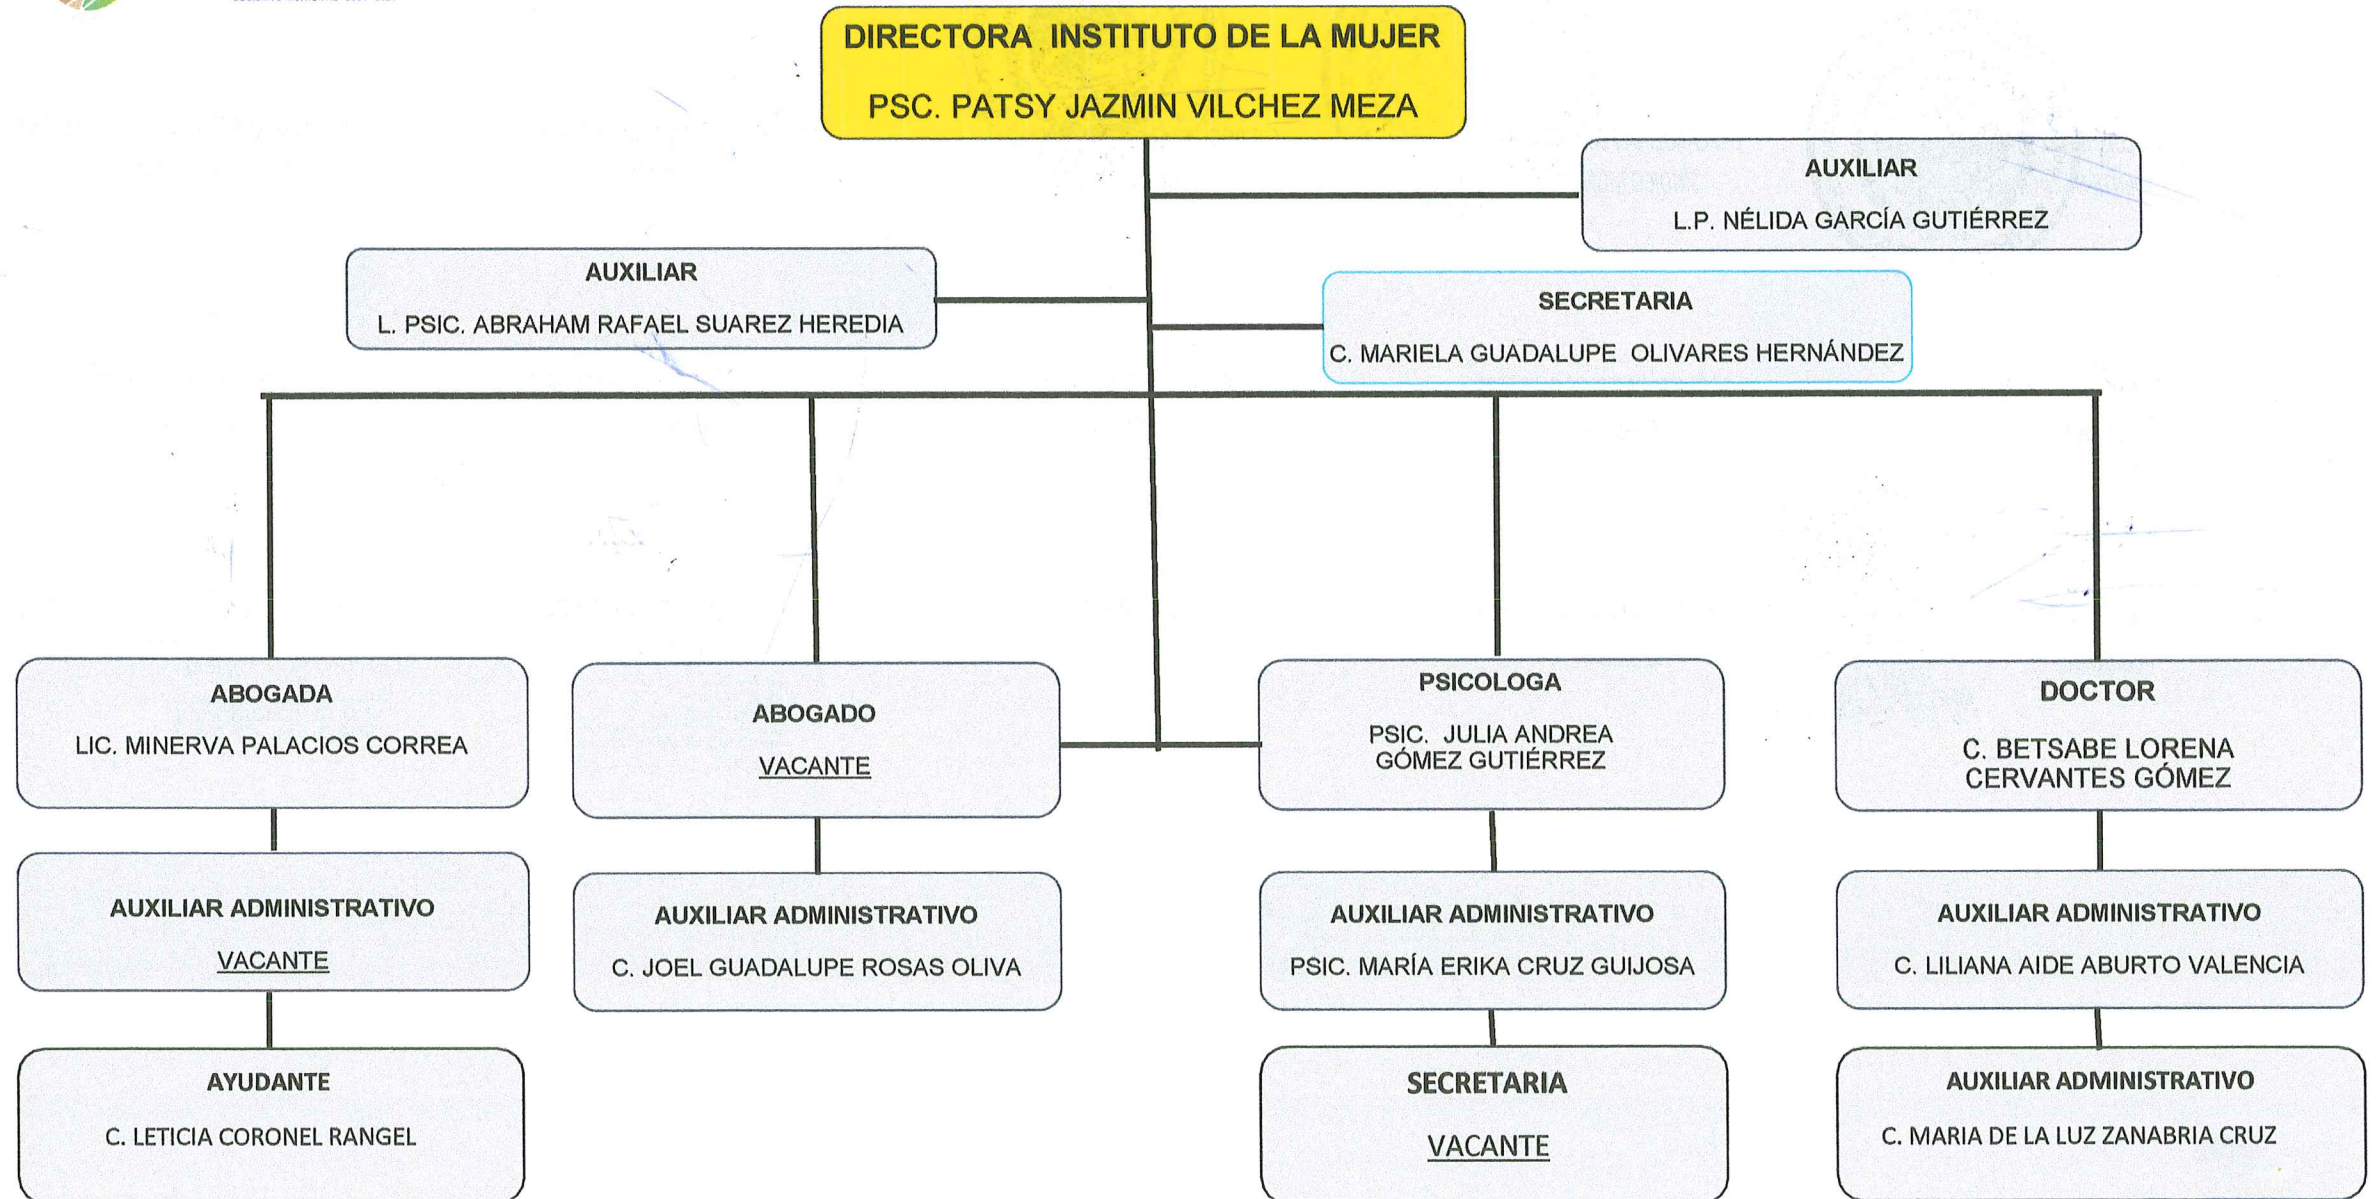 DIRECTORA INSTITUTO DE LA MUJER
PSC. PATSY JAZMIN VILCHEZ MEZA
AUXILIAR
L.P. NÉLIDA GARCÍA GUTIÉRREZ
AUXILIAR
L. PSIC. ABRAHAM RAFAEL SUAREZ HEREDIA
SECRETARIA
C. MARIELA GUADALUPE OLIVARES HERNÁNDEZ
ABOGADA
LIC. MINERVA PALACIOS CORREA
ABOGADO
VACANTE
PSICOLOGA
PSIC. JULIA ANDREA
GÓMEZ GUTIÉRREZ
DOCTOR
C. BETSABE LORENA
CERVANTES GÓMEZ
AUXILIAR ADMINISTRATIVO
VACANTE
AUXILIAR ADMINISTRATIVO
C. JOEL GUADALUPE ROSAS OLIVA
AUXILIAR ADMINISTRATIVO
PSIC. MARÍA ERIKA CRUZ GUIJOSA
AUXILIAR ADMINISTRATIVO
C. LILIANA AIDE ABURTO VALENCIA
AYUDANTE
C. LETICIA CORONEL RANGEL
SECRETARIA
VACANTE
AUXILIAR ADMINISTRATIVO
C. MARIA DE LA LUZ ZANABRIA CRUZ